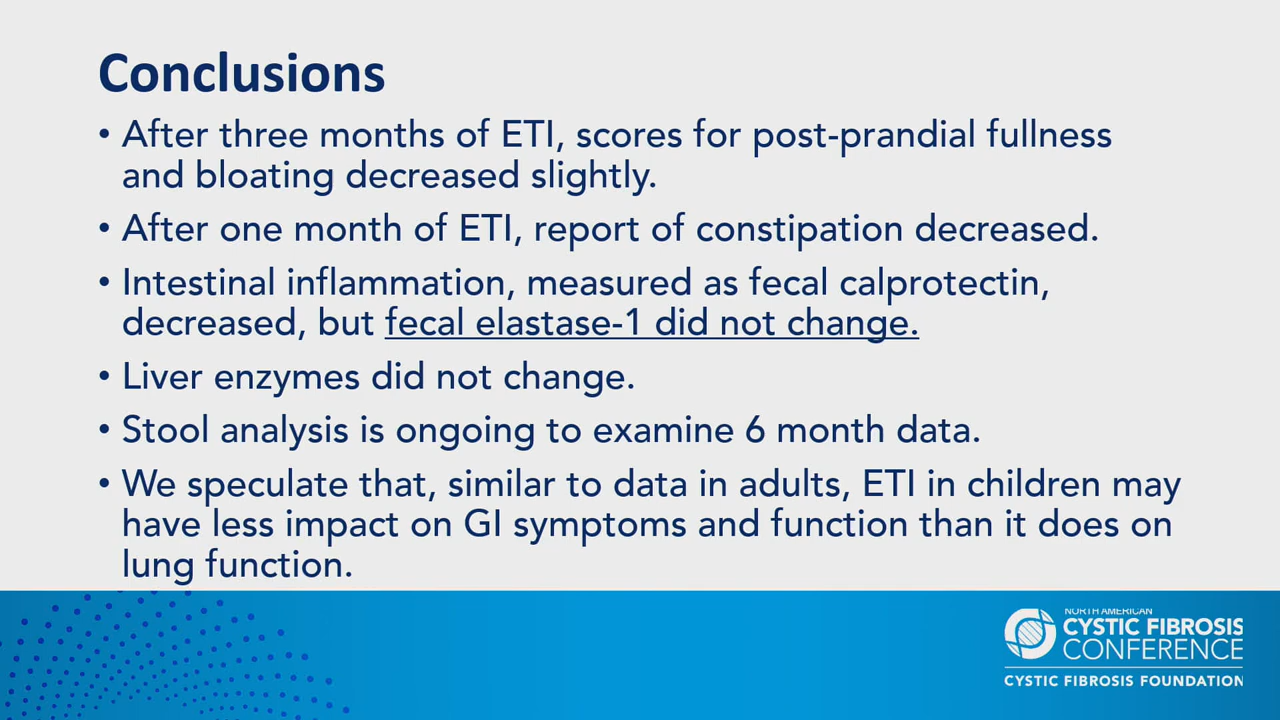 Conclusions
• After three months of ETI, scores for post-prandial fullness
and bloating decreased slightly.
• After one month of ETI, report of constipation decreased.
• Intestinal inflammation, measured as fecal calprotectin,
decreased, but fecal elastase-1 did not change.
• Liver enzymes did not change.
• Stool analysis is ongoing to examine 6 month data.
• We speculate that, similar to data in adults, ETI in children may
have less impact on GI symptoms and function than it does on
lung function.
NORTH AMERICAN
CYSTIC FIBROSIS
CONFERENCE
CYSTIC FIBROSIS FOUNDATION